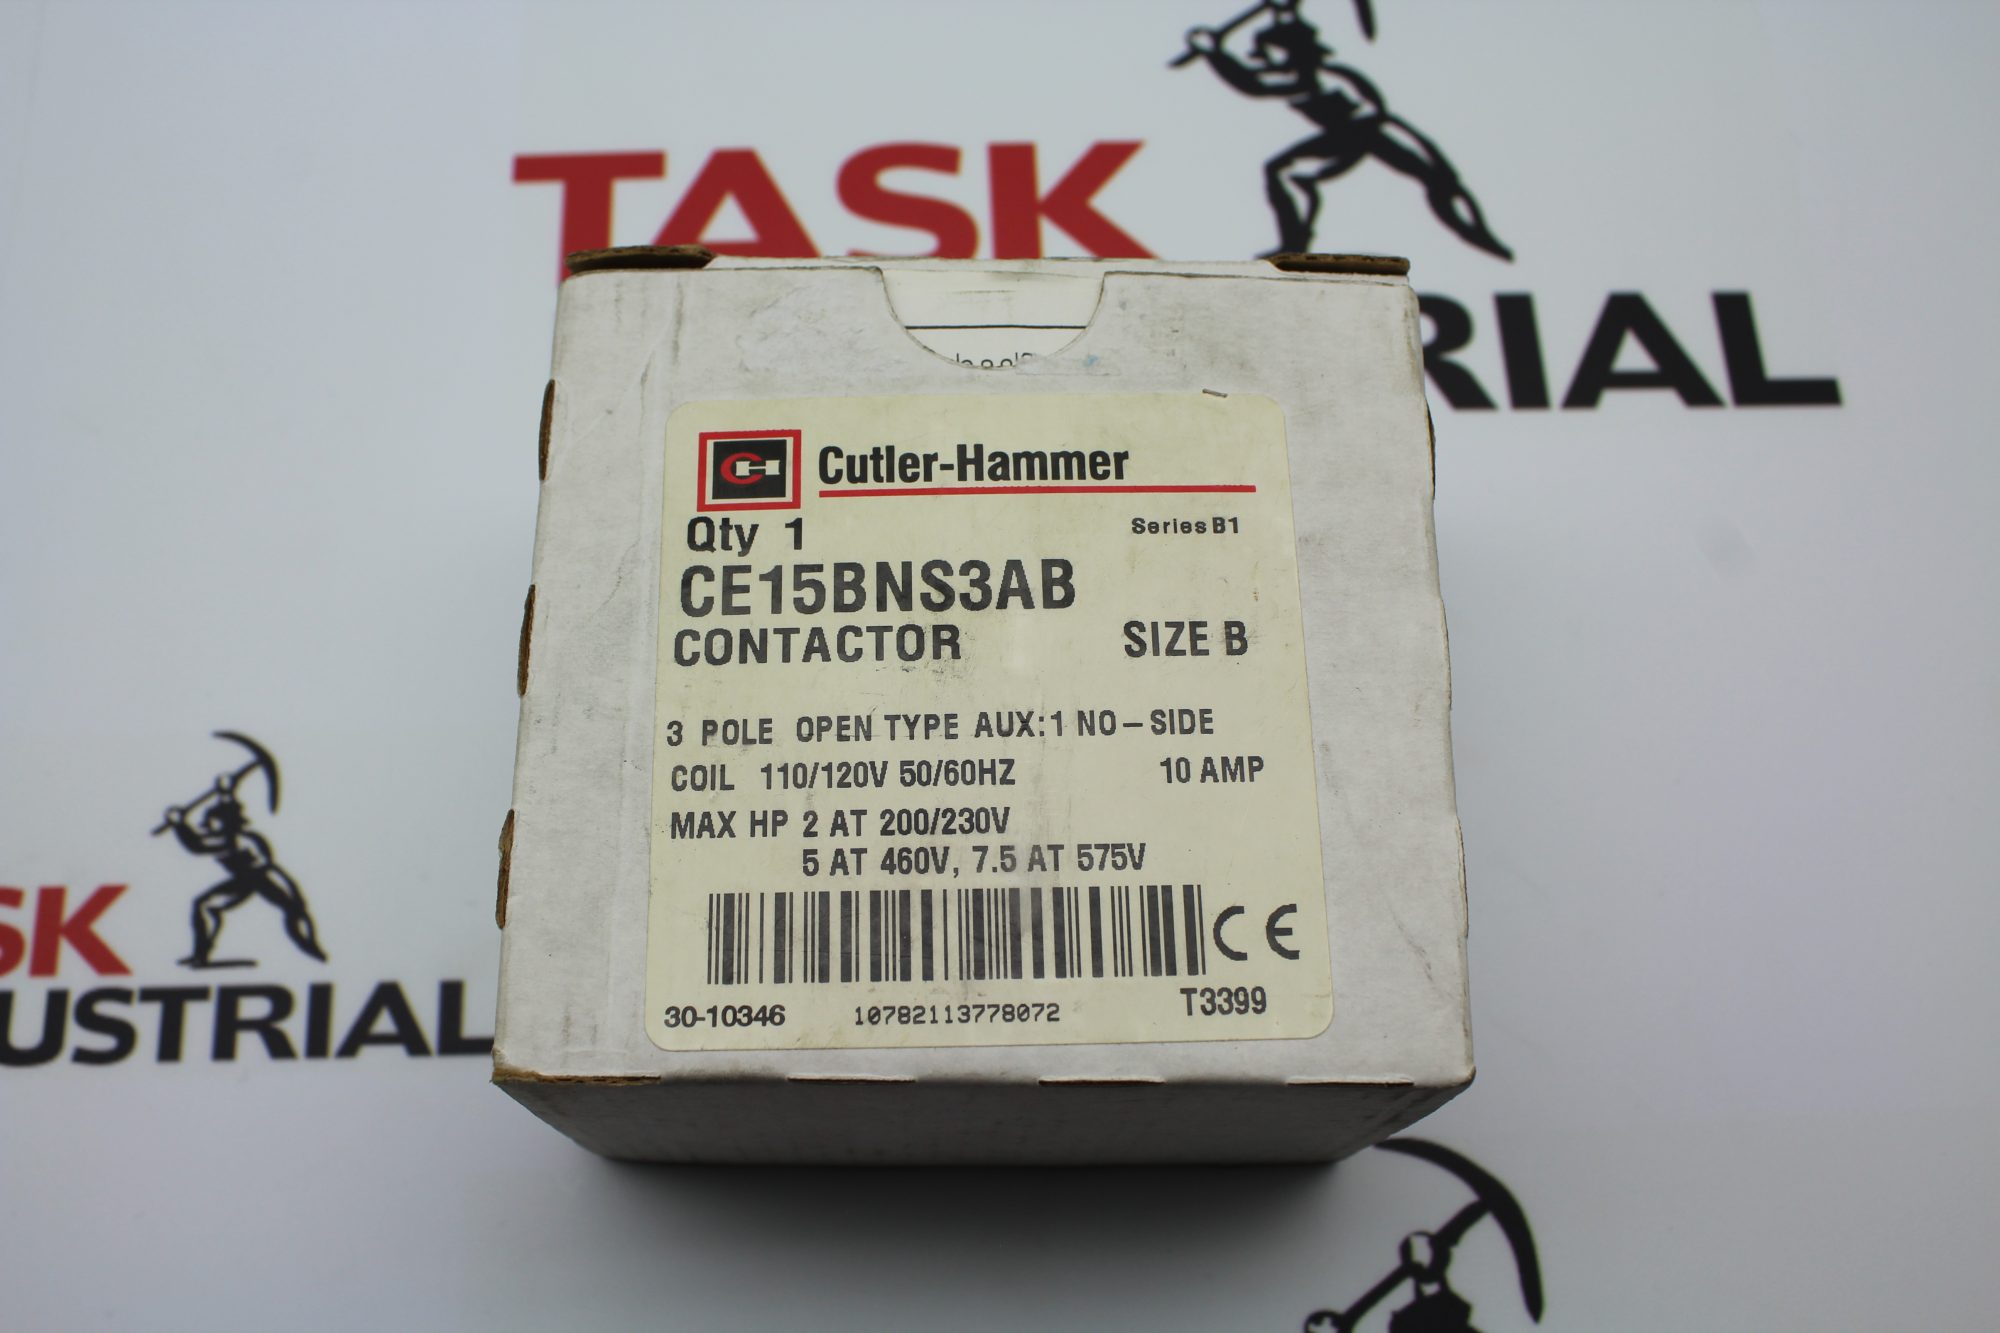 TASK
RIAL
Cutler-Hammer
Qty 1
Series B1
CE15BNS3AB
CONTACTOR SIZE B
3 POLE OPEN TYPE AUX: 1 NO – SIDE
COIL 110/120V 50/60HZ 10 AMP
MAX HP 2 AT 200/230V
5 AT 460V, 7.5 AT 575V
CE
30-10346 10782113778072 T3399
SK
USTRIAL